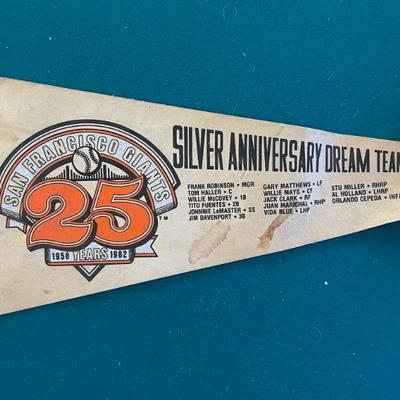 SAN FRANCISCO GIANTS
25
1958 YEARS 1982
TM
SILVER ANNIVERSARY DREAM TEAM
FRANK ROBINSON • MGR
TOM HALLER • C
WILLIE McCOVEY • 1B
TITO FUENTES • 2B
JOHNNIE LeMASTER • SS
JIM DAVENPORT • 3B
GARY MATTHEWS • LF
WILLIE MAYS • CF
JACK CLARK • RF
JUAN MARICHAL • RHP
VIDA BLUE • LHP
STU MILLER • RHRP
AL HOLLAND • LHRP
ORLANDO CEPEDA • INF